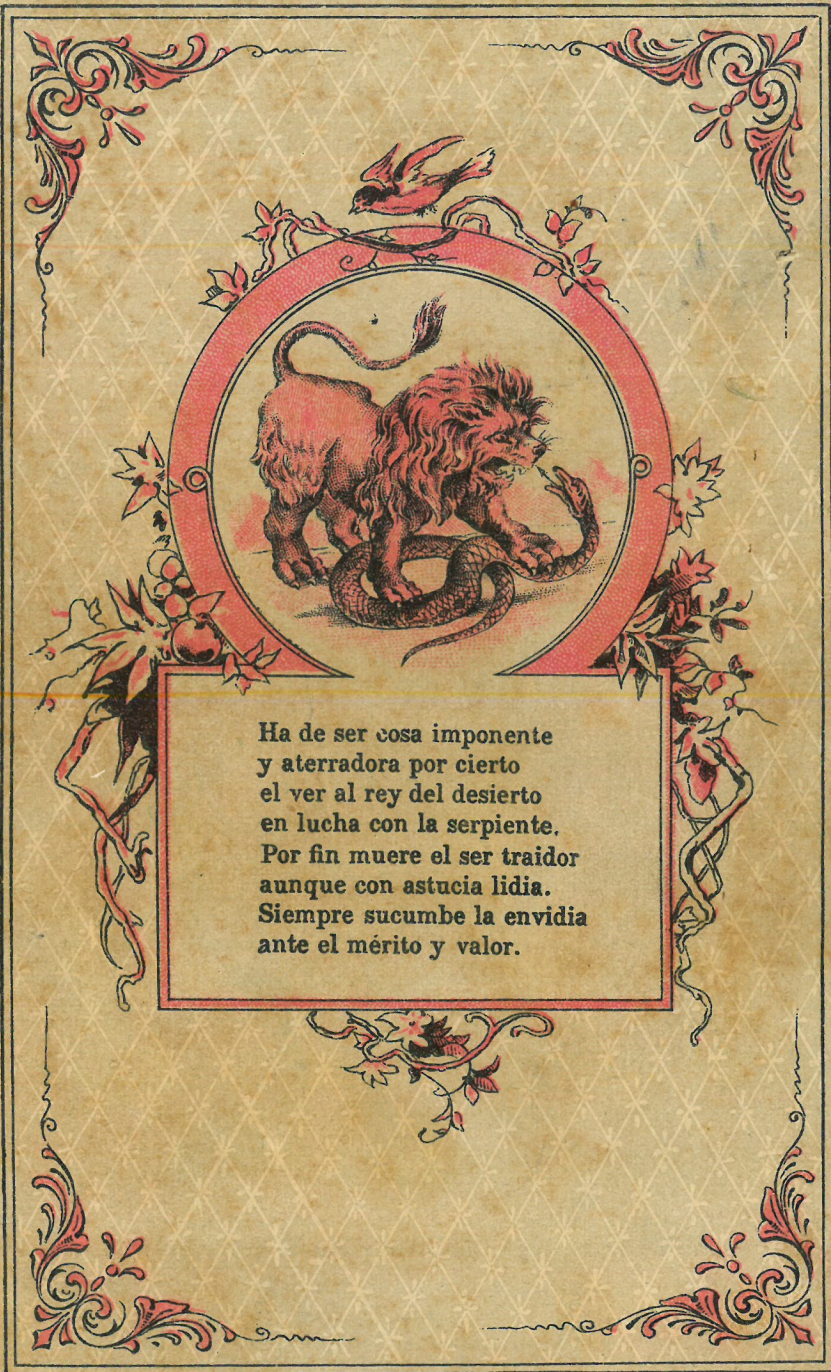 Ha de ser cosa imponente
y aterradora por cierto
el ver al rey del desierto
en lucha con la serpiente.
Por fin muere el ser traidor
aunque con astucia lidia.
Siempre sucumbe la envidia
ante el mérito y valor.